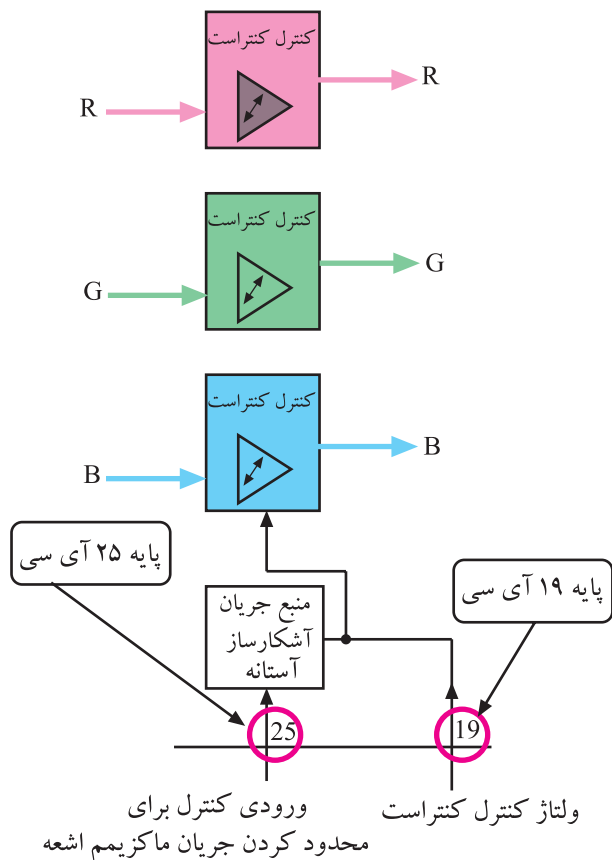 کنترل کنتراست
R
R
کنترل کنتراست
G
G
کنترل کنتراست
B
B
پایه ۲۵ آی سی
پایه ۱۹ آی سی
منبع جریان
آشکارساز
آستانه
25
19
ورودی کنترل برای
محدود کردن جریان ماکزیمم اشعه
ولتاژ کنترل کنتراست